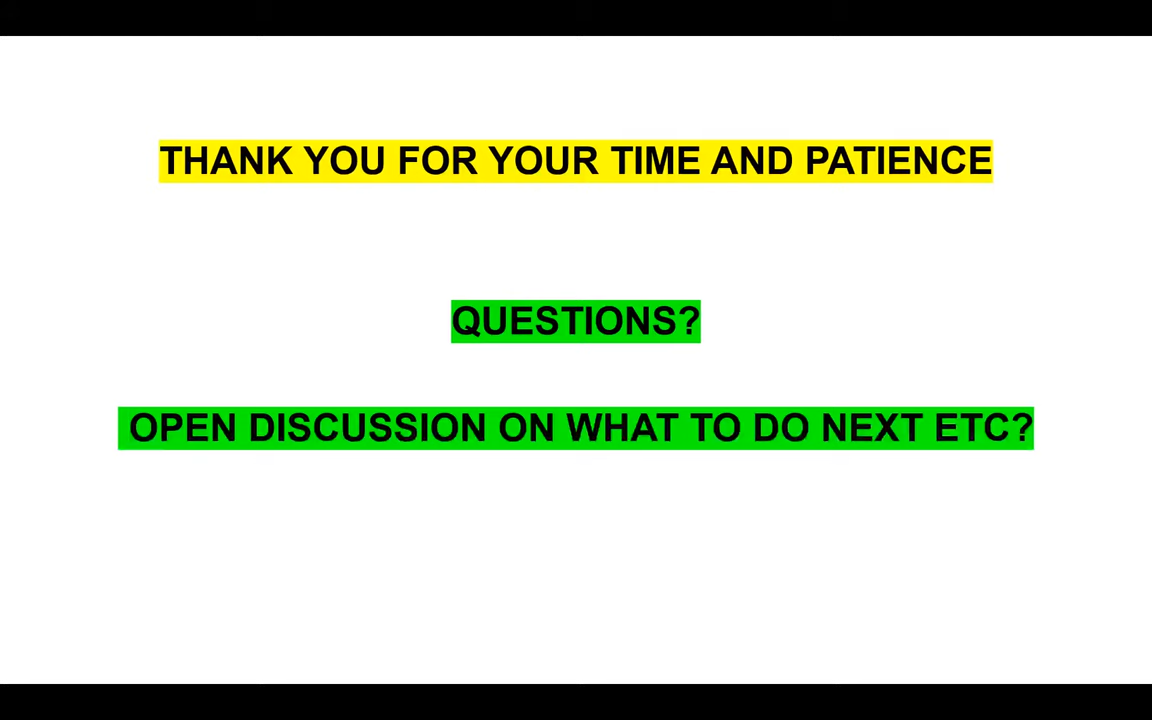 THANK YOU FOR YOUR TIME AND PATIENCE
QUESTIONS?
OPEN DISCUSSION ON WHAT TO DO NEXT ETC?